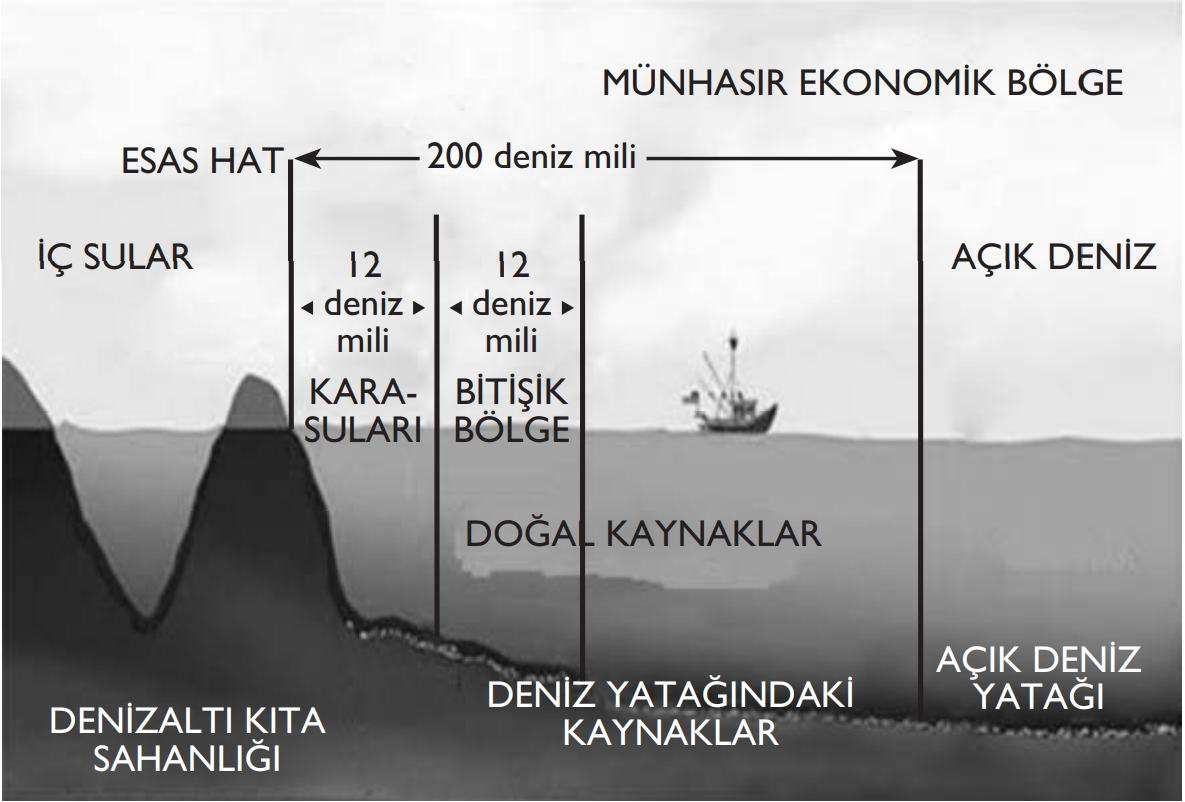 MÜNHASIR EKONOMİK BÖLGE
ESAS HAT
200 deniz mili
İÇ SULAR
12
deniz
mili
KARA-
SULARI
12
deniz
mili
BİTİŞİK
BÖLGE
AÇIK DENİZ
DOĞAL KAYNAKLAR
DENİZALTI KITA
SAHANLIĞI
DENİZ YATAĞINDAKİ
KAYNAKLAR
AÇIK DENİZ
YATAĞI